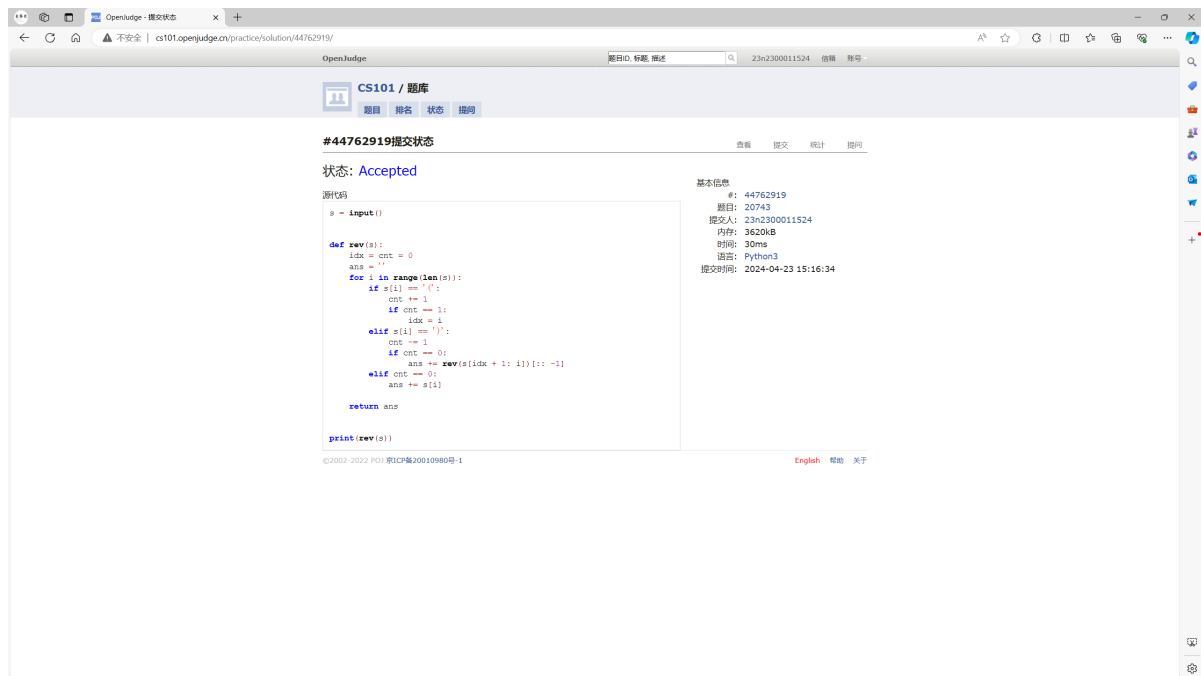 OpenJudge - 提交状态
不安全 | cs101.openjudge.cn/practice/solution/44762919/
OpenJudge 题目ID, 标题, 描述 23n2300011524 信箱 账号
CS101 / 题库
题目 排名 状态 提问
#44762919提交状态 查看 提交 统计 提问
状态: Accepted
源代码
s = input()
def rev(s):
    idx = cnt = 0
    ans = ''
    for i in range(len(s)):
        if s[i] == '(':
            cnt += 1
            if cnt == 1:
                idx = i
        elif s[i] == ')':
            cnt -= 1
            if cnt == 0:
                ans += rev(s[idx + 1: i])[:: -1]
        elif cnt == 0:
            ans += s[i]
    return ans
print(rev(s))
基本信息
#: 44762919
题目: 20743
提交人: 23n2300011524
内存: 3620kB
时间: 30ms
语言: Python3
提交时间: 2024-04-23 15:16:34
©2002-2022 POJ 京ICP备20010980号-1 English 帮助 关于